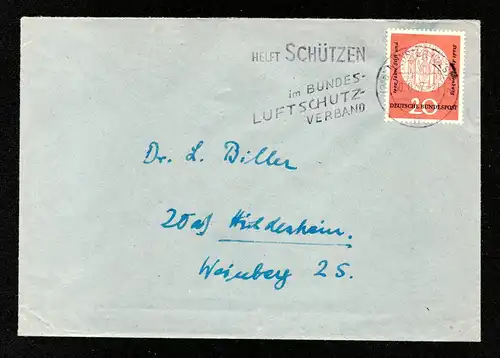 HELFT SCHÜTZEN
im BUNDES-
LUFTSCHUTZ-
VERBAND
20
DEUTSCHE BUNDESPOST
Dr. L. Biller
20a) Hildesheim.
Weinberg 25.